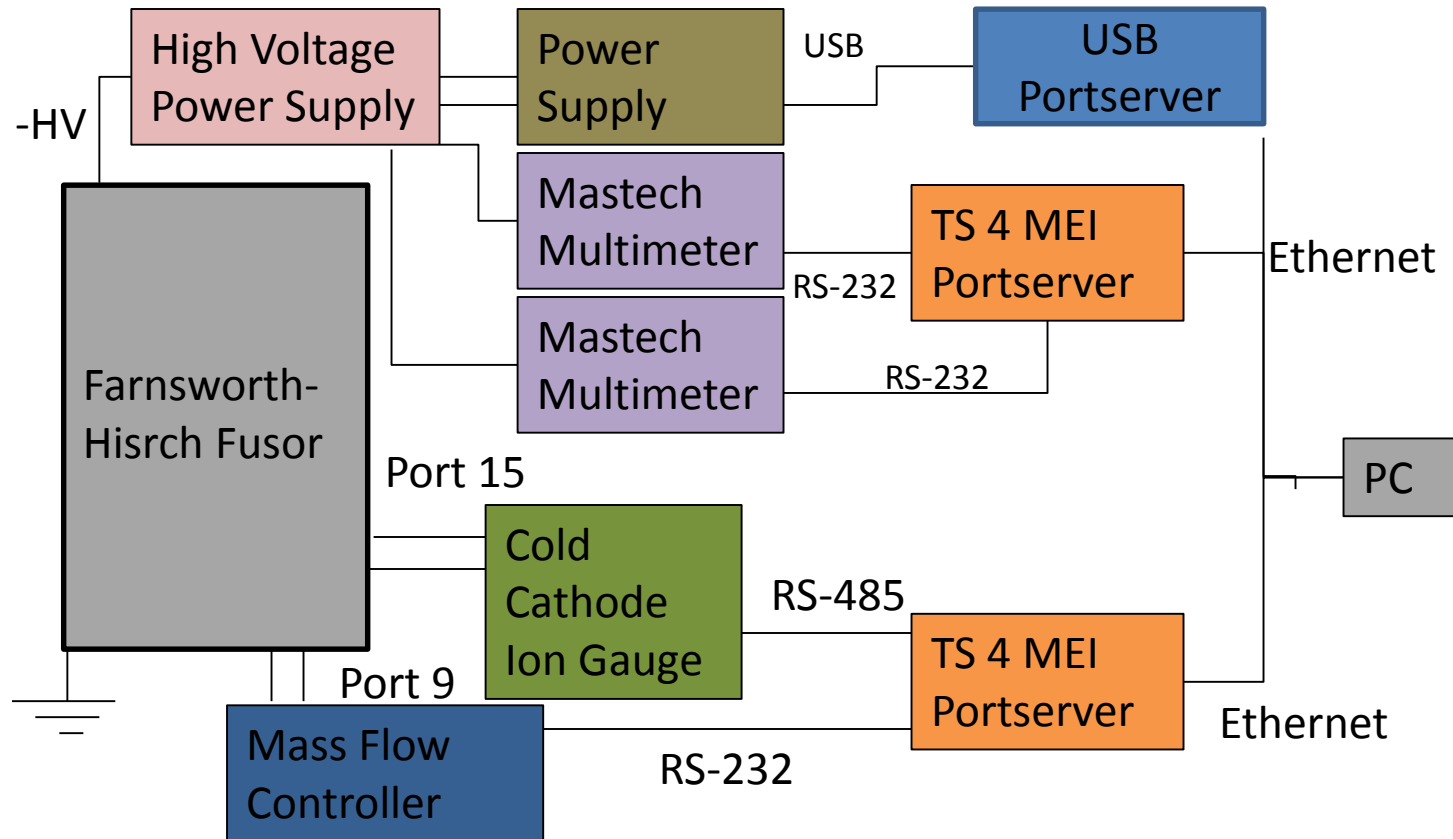 High Voltage
Power Supply
Power
Supply
USB
USB
Portserver
-HV
Mastech
Multimeter
RS-232
TS 4 MEI
Portserver
Ethernet
Mastech
Multimeter
RS-232
Farnsworth-
Hisrch Fusor
PC
Port 15
Cold
Cathode
Ion Gauge
RS-485
TS 4 MEI
Portserver
Ethernet
Port 9
Mass Flow
Controller
RS-232